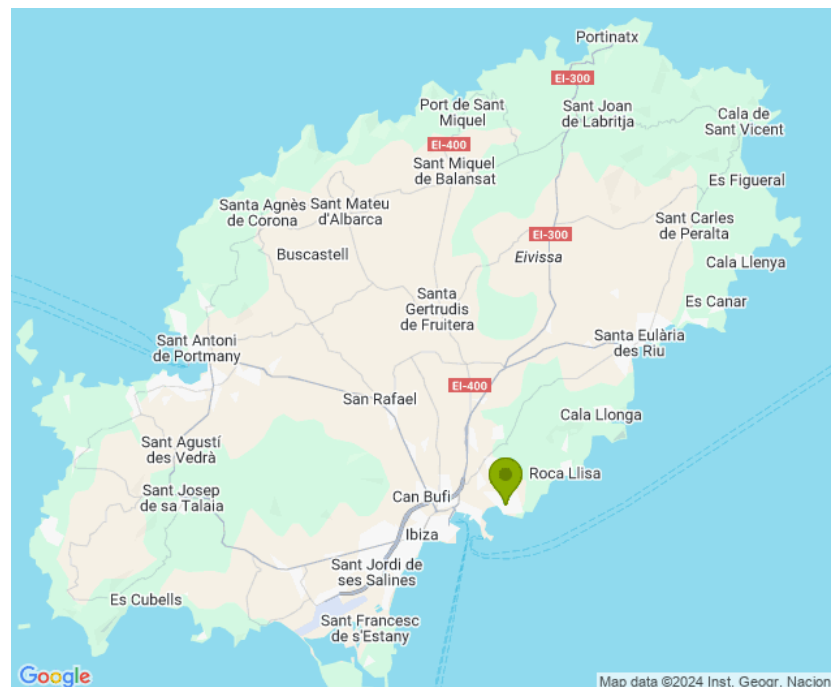 Portinatx
EI-300
Port de Sant
Miquel
Sant Joan
de Labritja
Cala de
Sant Vicent
EI-400
Sant Miquel
de Balansat
Es Figueral
Santa Agnès
de Corona
Sant Mateu
d'Albarca
Sant Carles
de Peralta
EI-300
Buscastell
Eivissa
Cala Llenya
Santa
Gertrudis
de Fruitera
Es Canar
Sant Antoni
de Portmany
Santa Eulària
des Riu
EI-400
San Rafael
Cala Llonga
Sant Agustí
des Vedrà
Roca Llisa
Sant Josep
de sa Talaia
Can Bufi
Ibiza
Sant Jordi de
ses Salines
Es Cubells
Sant Francesc
de s'Estany
Google
Map data ©2024 Inst. Geogr. Nacion